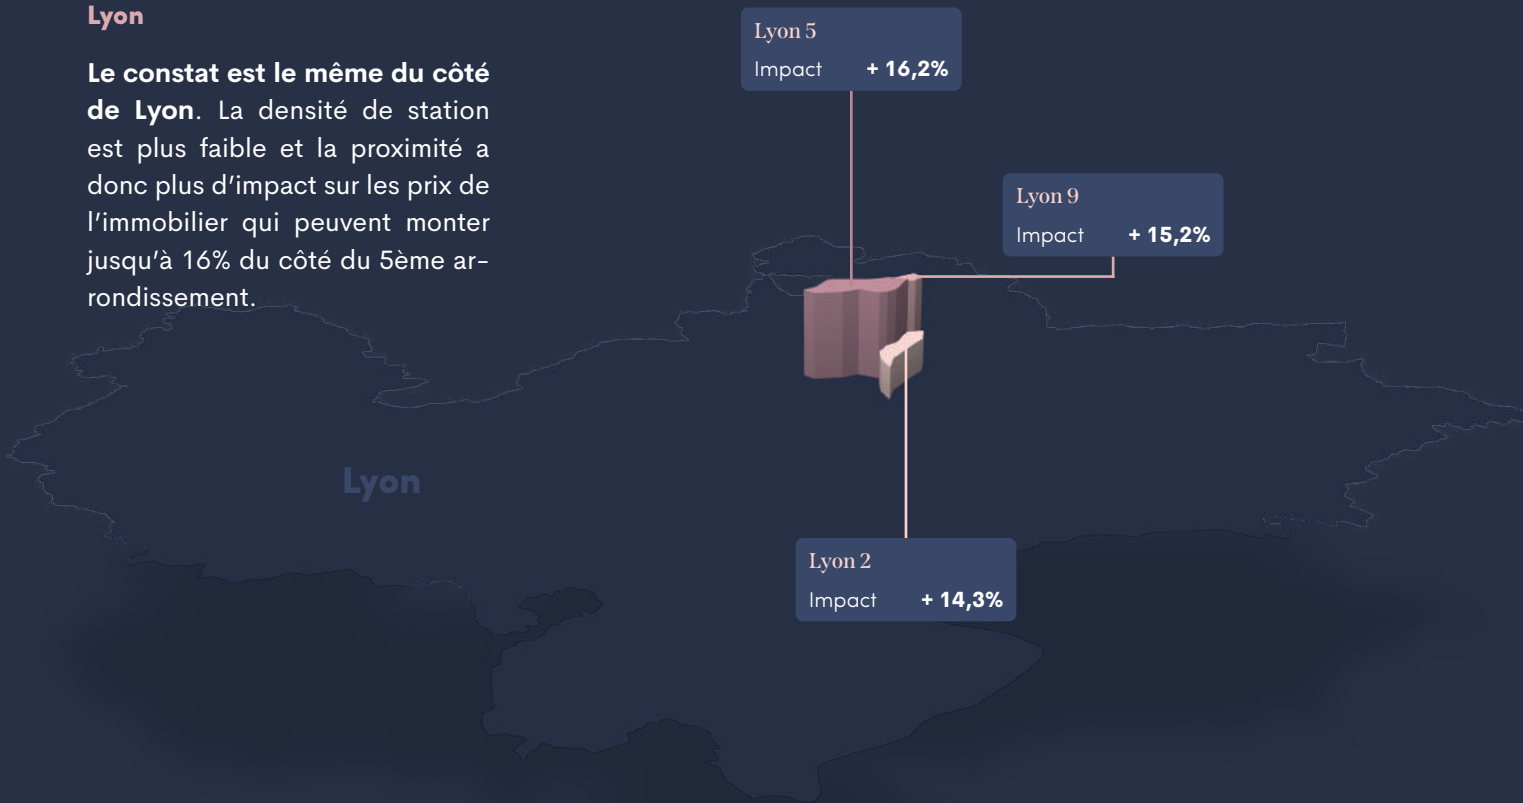 Lyon
Le constat est le même du côté
de Lyon. La densité de station
est plus faible et la proximité a
donc plus d'impact sur les prix de
l'immobilier qui peuvent monter
jusqu'à 16% du côté du 5ème ar-
rondissement.
Lyon 5
Impact + 16,2%
Lyon 9
Impact + 15,2%
Lyon
Lyon 2
Impact + 14,3%